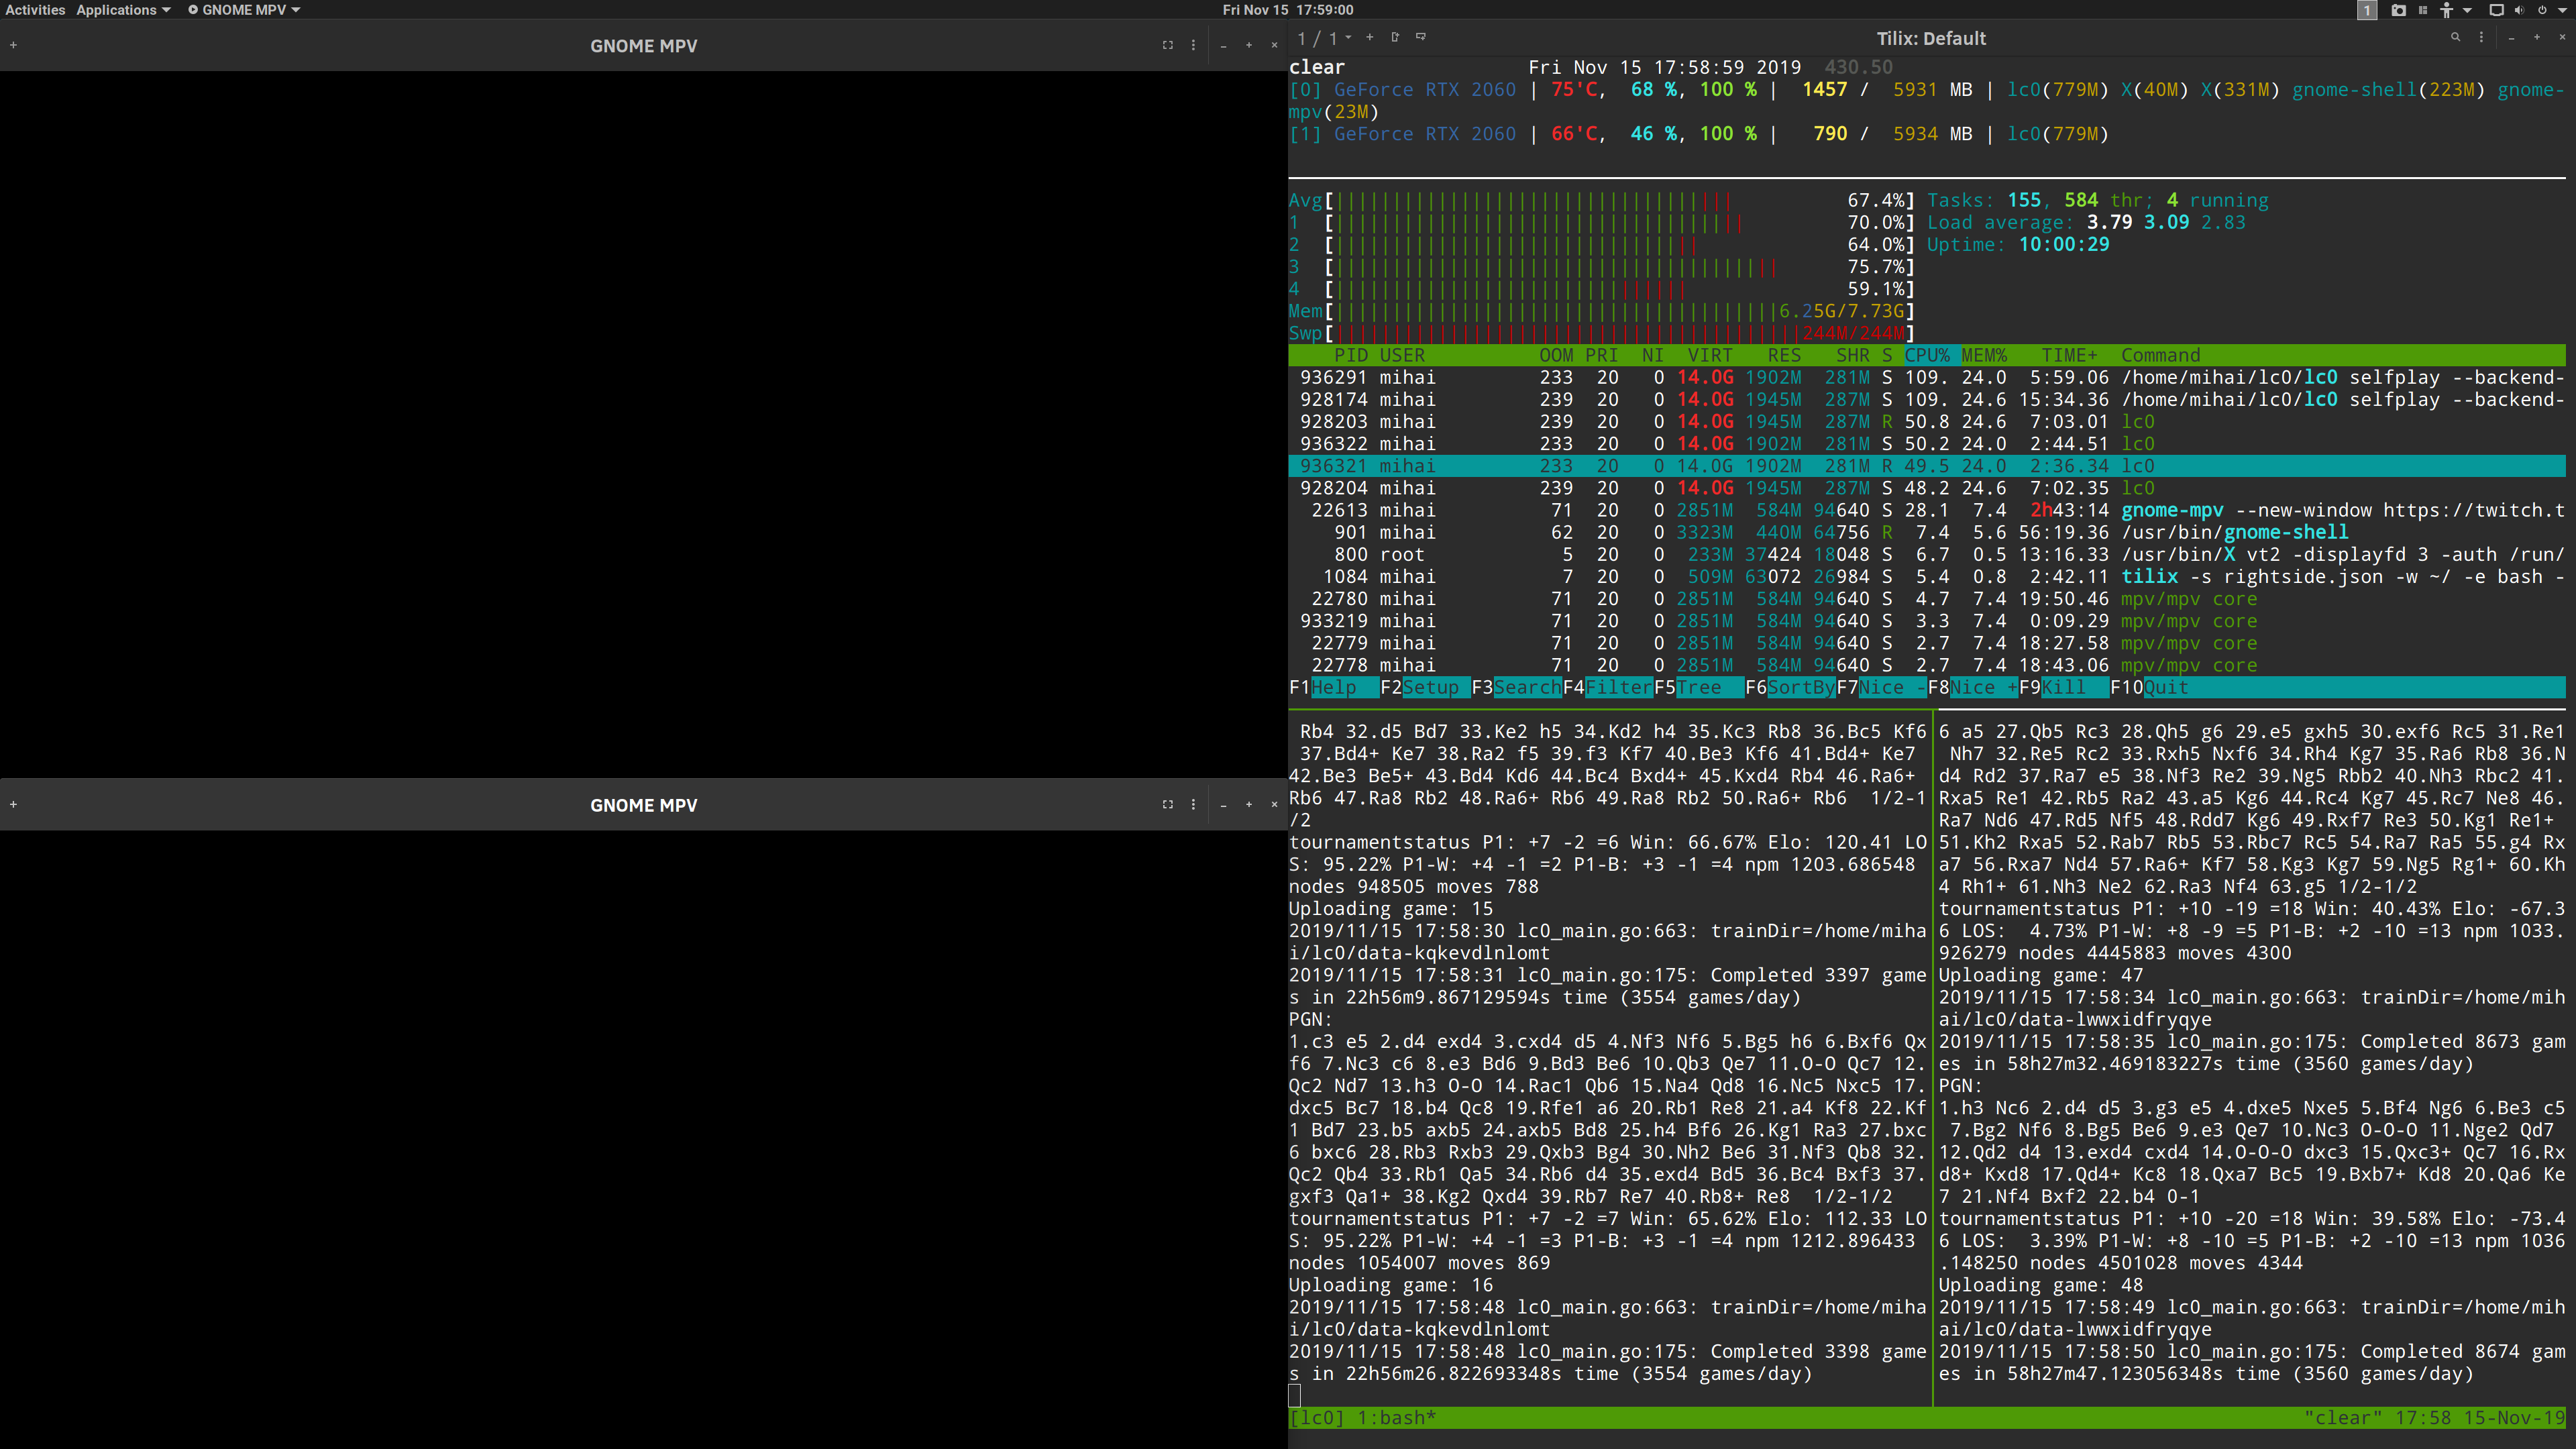 Activities Applications GNOME MPV Fri Nov 15 17:59:00 1
GNOME MPV
GNOME MPV
1 / 1 Tilix: Default
clear Fri Nov 15 17:58:59 2019 430.50
[0] GeForce RTX 2060 | 75'C, 68 %, 100 % | 1457 / 5931 MB | lc0(779M) X(40M) X(331M) gnome-shell(223M) gnome-
mpv(23M)
[1] GeForce RTX 2060 | 66'C, 46 %, 100 % | 790 / 5934 MB | lc0(779M)
Avg[ 67.4%] Tasks: 155, 584 thr; 4 running
1 [ 70.0%] Load average: 3.79 3.09 2.83
2 [ 64.0%] Uptime: 10:00:29
3 [ 75.7%]
4 [ 59.1%]
Mem[ 6.25G/7.73G]
Swp[ 244M/244M]
PID USER OOM PRI NI VIRT RES SHR S CPU% MEM% TIME+ Command
936291 mihai 233 20 0 14.0G 1902M 281M S 109. 24.0 5:59.06 /home/mihai/lc0/lc0 selfplay --backend-
928174 mihai 239 20 0 14.0G 1945M 287M S 109. 24.6 15:34.36 /home/mihai/lc0/lc0 selfplay --backend-
928203 mihai 239 20 0 14.0G 1945M 287M R 50.8 24.6 7:03.01 lc0
936322 mihai 233 20 0 14.0G 1902M 281M S 50.2 24.0 2:44.51 lc0
936321 mihai 233 20 0 14.0G 1902M 281M R 49.5 24.0 2:36.34 lc0
928204 mihai 239 20 0 14.0G 1945M 287M S 48.2 24.6 7:02.35 lc0
22613 mihai 71 20 0 2851M 584M 94640 S 28.1 7.4 2h43:14 gnome-mpv --new-window https://twitch.t
901 mihai 62 20 0 3323M 440M 64756 R 7.4 5.6 56:19.36 /usr/bin/gnome-shell
800 root 5 20 0 233M 37424 18048 S 6.7 0.5 13:16.33 /usr/bin/X vt2 -displayfd 3 -auth /run/
1084 mihai 7 20 0 509M 63072 26984 S 5.4 0.8 2:42.11 tilix -s rightside.json -w ~/ -e bash -
22780 mihai 71 20 0 2851M 584M 94640 S 4.7 7.4 19:50.46 mpv/mpv core
933219 mihai 71 20 0 2851M 584M 94640 S 3.3 7.4 0:09.29 mpv/mpv core
22779 mihai 71 20 0 2851M 584M 94640 S 2.7 7.4 18:27.58 mpv/mpv core
22778 mihai 71 20 0 2851M 584M 94640 S 2.7 7.4 18:43.06 mpv/mpv core
F1Help F2Setup F3SearchF4FilterF5Tree F6SortByF7Nice -F8Nice +F9Kill F10Quit
Rb4 32.d5 Bd7 33.Ke2 h5 34.Kd2 h4 35.Kc3 Rb8 36.Bc5 Kf6
37.Bd4+ Ke7 38.Ra2 f5 39.f3 Kf7 40.Be3 Kf6 41.Bd4+ Ke7
42.Be3 Be5+ 43.Bd4 Kd6 44.Bc4 Bxd4+ 45.Kxd4 Rb4 46.Ra6+
Rb6 47.Ra8 Rb2 48.Ra6+ Rb6 49.Ra8 Rb2 50.Ra6+ Rb6 1/2-1
/2
tournamentstatus P1: +7 -2 =6 Win: 66.67% Elo: 120.41 LO
S: 95.22% P1-W: +4 -1 =2 P1-B: +3 -1 =4 npm 1203.686548
nodes 948505 moves 788
Uploading game: 15
2019/11/15 17:58:30 lc0_main.go:663: trainDir=/home/miha
i/lc0/data-kqkevdlnlomt
2019/11/15 17:58:31 lc0_main.go:175: Completed 3397 game
s in 22h56m9.867129594s time (3554 games/day)
PGN:
1.c3 e5 2.d4 exd4 3.cxd4 d5 4.Nf3 Nf6 5.Bg5 h6 6.Bxf6 Qx
f6 7.Nc3 c6 8.e3 Bd6 9.Bd3 Be6 10.Qb3 Qe7 11.O-O Qc7 12.
Qc2 Nd7 13.h3 O-O 14.Rac1 Qb6 15.Na4 Qd8 16.Nc5 Nxc5 17.
dxc5 Bc7 18.b4 Qc8 19.Rfe1 a6 20.Rb1 Re8 21.a4 Kf8 22.Kf
1 Bd7 23.b5 axb5 24.axb5 Bd8 25.h4 Bf6 26.Kg1 Ra3 27.bxc
6 bxc6 28.Rb3 Rxb3 29.Qxb3 Bg4 30.Nh2 Be6 31.Nf3 Qb8 32.
Qc2 Qb4 33.Rb1 Qa5 34.Rb6 d4 35.exd4 Bd5 36.Bc4 Bxf3 37.
gxf3 Qa1+ 38.Kg2 Qxd4 39.Rb7 Re7 40.Rb8+ Re8 1/2-1/2
tournamentstatus P1: +7 -2 =7 Win: 65.62% Elo: 112.33 LO
S: 95.22% P1-W: +4 -1 =3 P1-B: +3 -1 =4 npm 1212.896433
nodes 1054007 moves 869
Uploading game: 16
2019/11/15 17:58:48 lc0_main.go:663: trainDir=/home/miha
i/lc0/data-kqkevdlnlomt
2019/11/15 17:58:48 lc0_main.go:175: Completed 3398 game
s in 22h56m26.822693348s time (3554 games/day)
6 a5 27.Qb5 Rc3 28.Qh5 g6 29.e5 gxh5 30.exf6 Rc5 31.Re1
Nh7 32.Re5 Rc2 33.Rxh5 Nxf6 34.Rh4 Kg7 35.Ra6 Rb8 36.N
d4 Rd2 37.Ra7 e5 38.Nf3 Re2 39.Ng5 Rbb2 40.Nh3 Rbc2 41.
Rxa5 Re1 42.Rb5 Ra2 43.a5 Kg6 44.Rc4 Kg7 45.Rc7 Ne8 46.
Ra7 Nd6 47.Rd5 Nf5 48.Rdd7 Kg6 49.Rxf7 Re3 50.Kg1 Re1+
51.Kh2 Rxa5 52.Rab7 Rb5 53.Rbc7 Rc5 54.Ra7 Ra5 55.g4 Rx
a7 56.Rxa7 Nd4 57.Ra6+ Kf7 58.Kg3 Kg7 59.Ng5 Rg1+ 60.Kh
4 Rh1+ 61.Nh3 Ne2 62.Ra3 Nf4 63.g5 1/2-1/2
tournamentstatus P1: +10 -19 =18 Win: 40.43% Elo: -67.3
6 LOS: 4.73% P1-W: +8 -9 =5 P1-B: +2 -10 =13 npm 1033.
926279 nodes 4445883 moves 4300
Uploading game: 47
2019/11/15 17:58:34 lc0_main.go:663: trainDir=/home/mih
ai/lc0/data-lwwxidfryqye
2019/11/15 17:58:35 lc0_main.go:175: Completed 8673 gam
es in 58h27m32.469183227s time (3560 games/day)
PGN:
1.h3 Nc6 2.d4 d5 3.g3 e5 4.dxe5 Nxe5 5.Bf4 Ng6 6.Be3 c5
7.Bg2 Nf6 8.Bg5 Be6 9.e3 Qe7 10.Nc3 O-O-O 11.Nge2 Qd7
12.Qd2 d4 13.exd4 cxd4 14.O-O-O dxc3 15.Qxc3+ Qc7 16.Rx
d8+ Kxd8 17.Qd4+ Kc8 18.Qxa7 Bc5 19.Bxb7+ Kd8 20.Qa6 Ke
7 21.Nf4 Bxf2 22.b4 0-1
tournamentstatus P1: +10 -20 =18 Win: 39.58% Elo: -73.4
6 LOS: 3.39% P1-W: +8 -10 =5 P1-B: +2 -10 =13 npm 1036
.148250 nodes 4501028 moves 4344
Uploading game: 48
2019/11/15 17:58:49 lc0_main.go:663: trainDir=/home/mih
ai/lc0/data-lwwxidfryqye
2019/11/15 17:58:50 lc0_main.go:175: Completed 8674 gam
es in 58h27m47.123056348s time (3560 games/day)
[lc0] 1:bash* "clear" 17:58 15-Nov-19